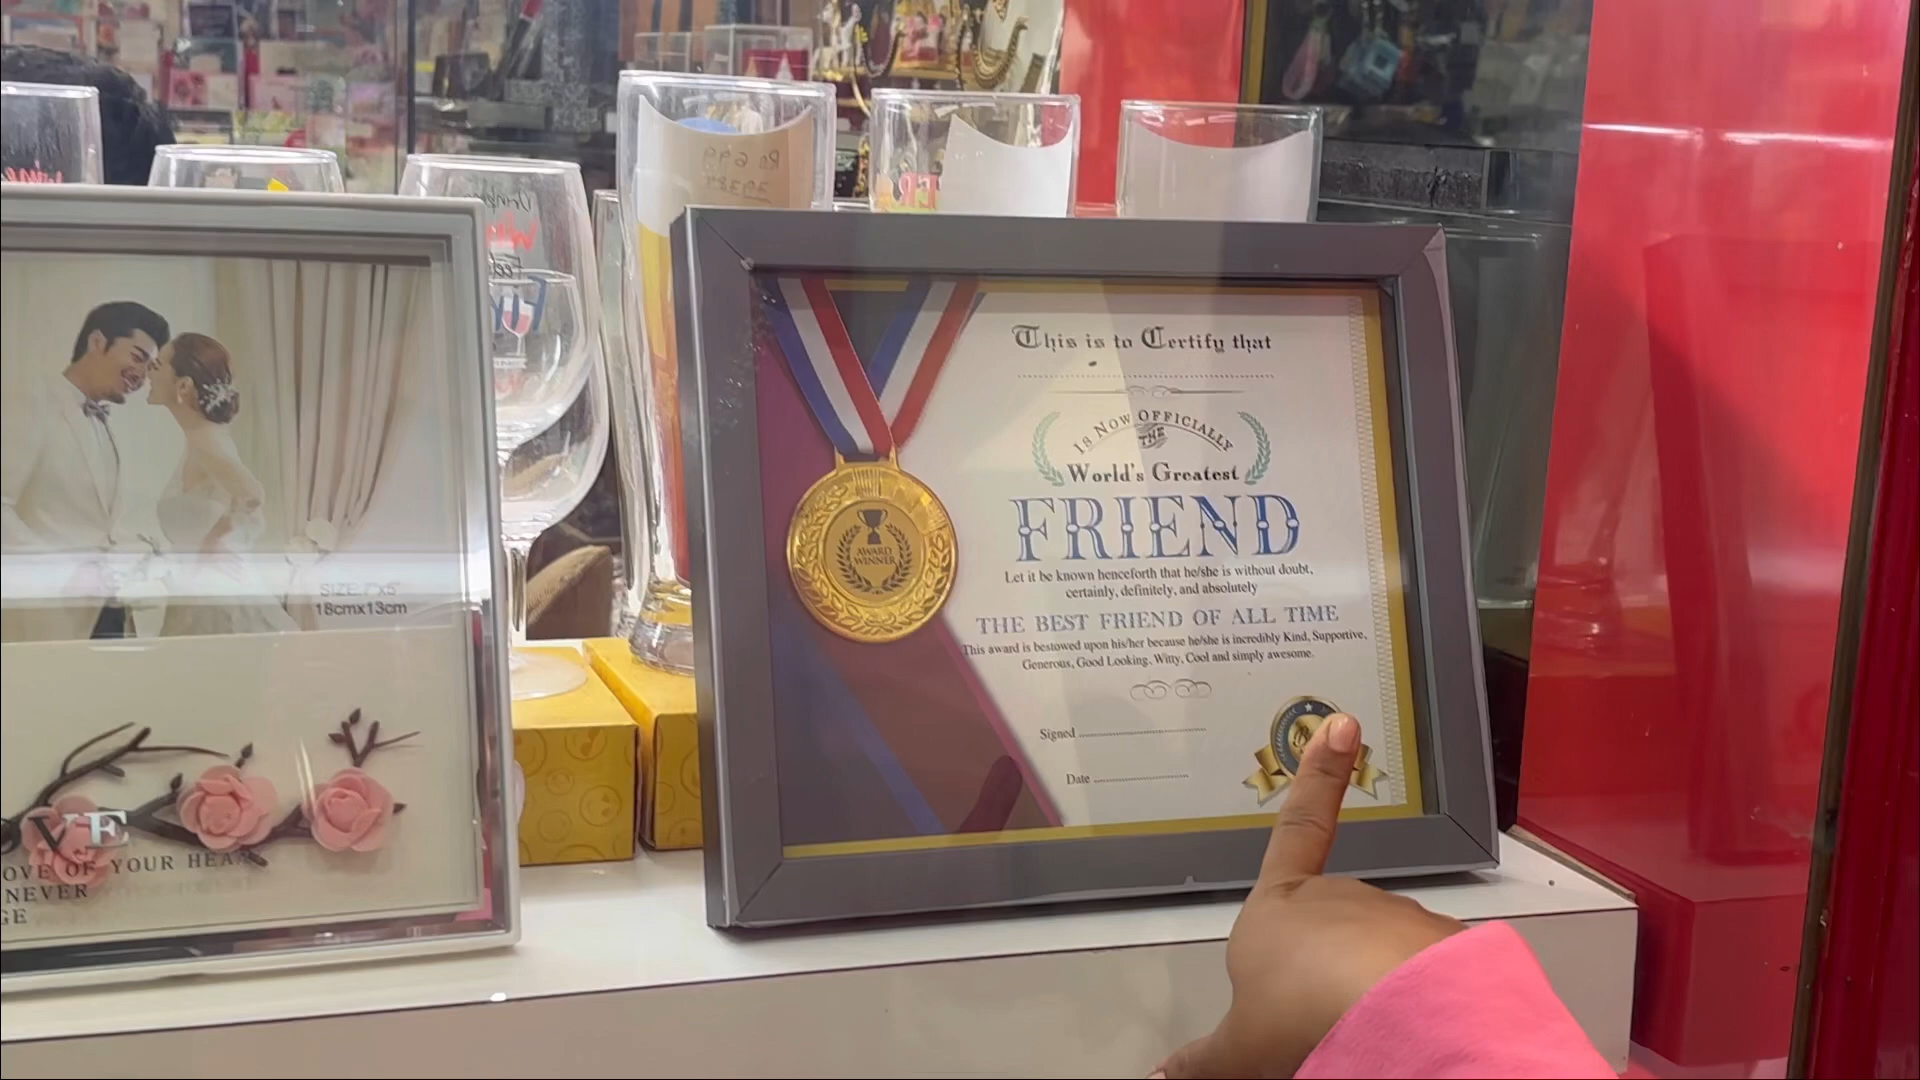 SIZE:7"X5"
18cmx13cm
VE
OVE OF YOUR HEA
NEVER
GE
This is to Certify that
IS NOW OFFICIALLY
THE
World's Greatest
FRIEND
Let it be known henceforth that he/she is without doubt,
certainly, definitely, and absolutely
THE BEST FRIEND OF ALL TIME
This award is bestowed upon his/her because he/she is incredibly Kind, Supportive,
Generous, Good Looking, Witty, Cool and simply awesome.
Signed
Date
AWARD
WINNER